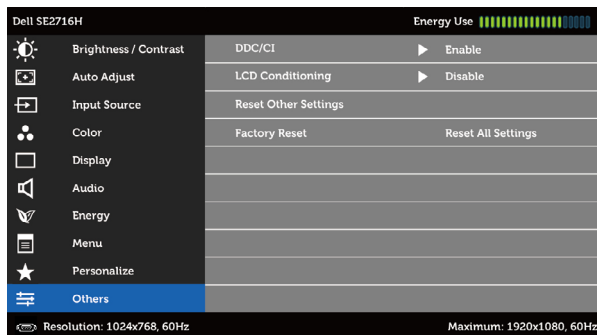 Dell SE2716H Energy Use
Brightness / Contrast DDC/CI Enable
Auto Adjust LCD Conditioning Disable
Input Source Reset Other Settings
Color Factory Reset Reset All Settings
Display
Audio
Energy
Menu
Personalize
Others
Resolution: 1024x768, 60Hz Maximum: 1920x1080, 60Hz